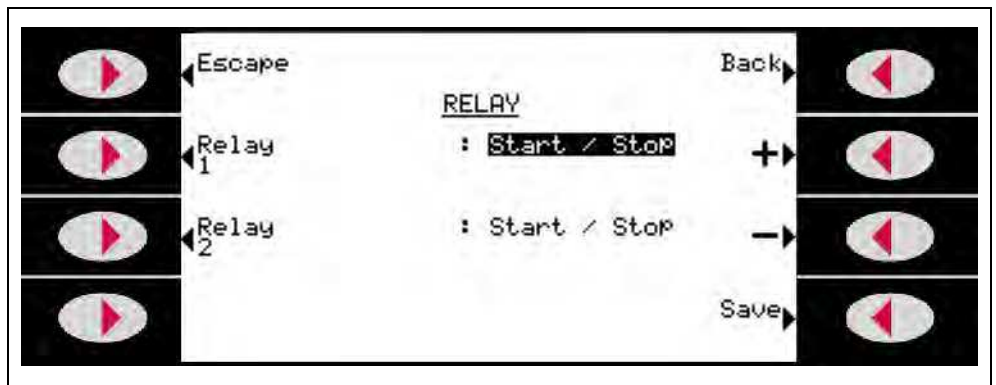 Escape Back
RELAY
Relay 1 : Start / Stop +
Relay 2 : Start / Stop -
Save